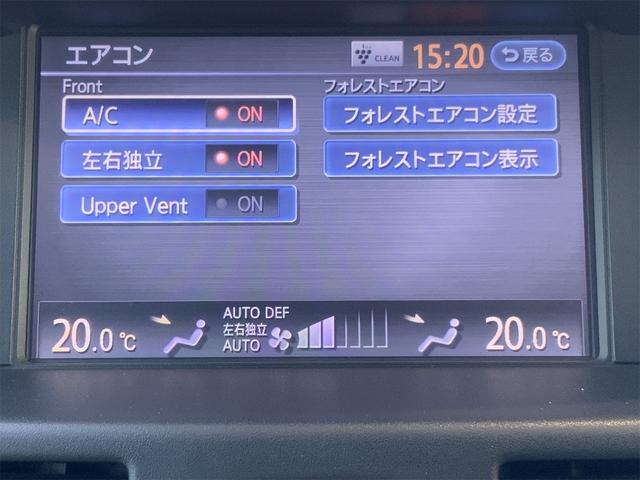 エアコン
CLEAN
15:20
戻る
Front
フォレストエアコン
A/C ON
フォレストエアコン設定
左右独立 ON
フォレストエアコン表示
Upper Vent ON
20.0℃
AUTO DEF
左右独立
AUTO
20.0℃